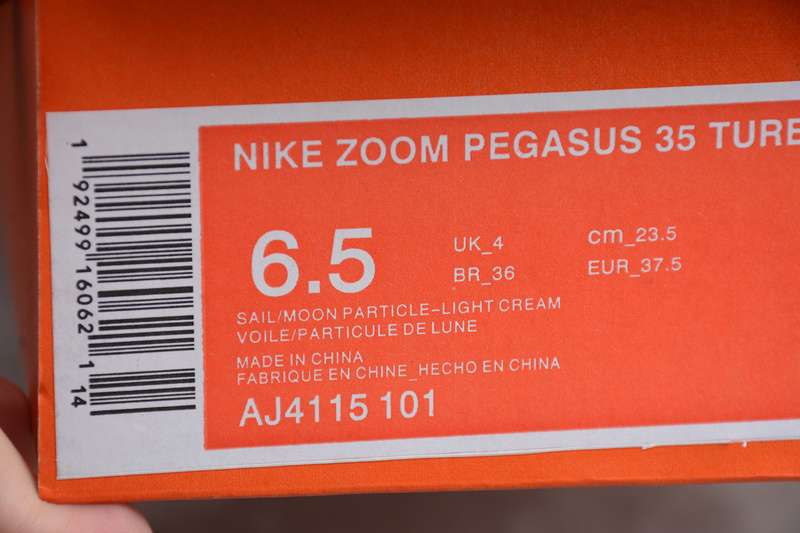 NIKE ZOOM PEGASUS 35 TURB
6.5
UK_4
cm_23.5
BR_36
EUR_37.5
SAIL/MOON PARTICLE-LIGHT CREAM
VOILE/PARTICULE DE LUNE
MADE IN CHINA
FABRIQUE EN CHINE_HECHO EN CHINA
AJ4115 101
1 92499 16062 1 14